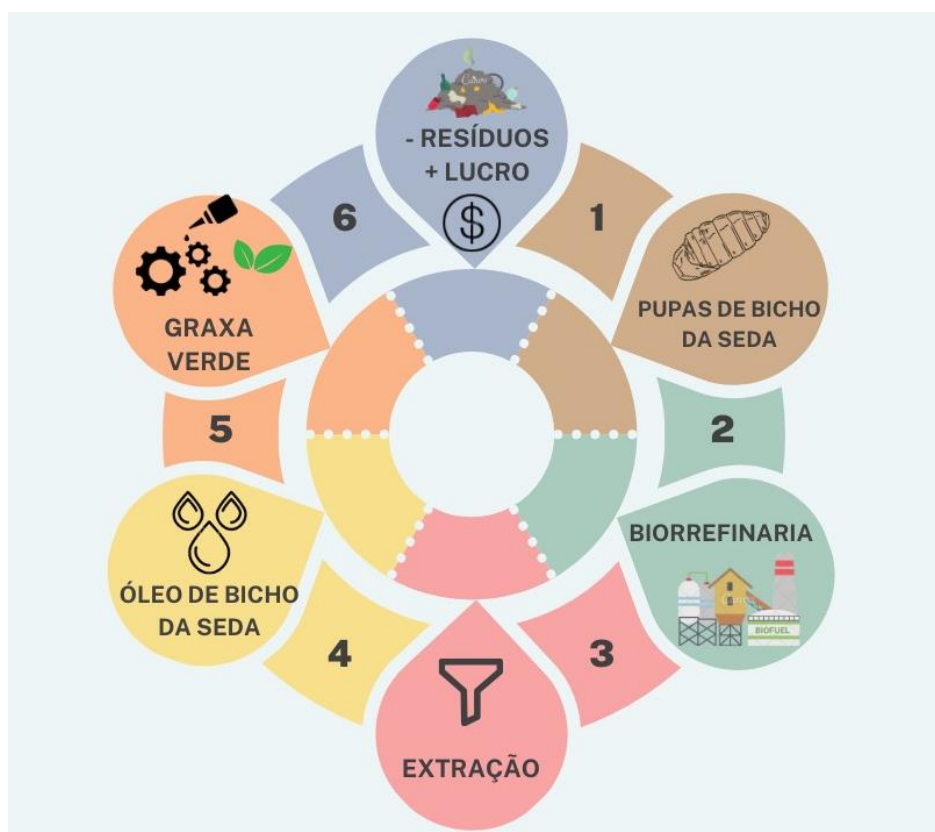 - RESÍDUOS
+ LUCRO
$
1
PUPAS DE BICHO
DA SEDA
2
BIORREFINARIA
BIOFUEL
3
EXTRAÇÃO
4
ÓLEO DE BICHO
DA SEDA
5
GRAXA
VERDE
6